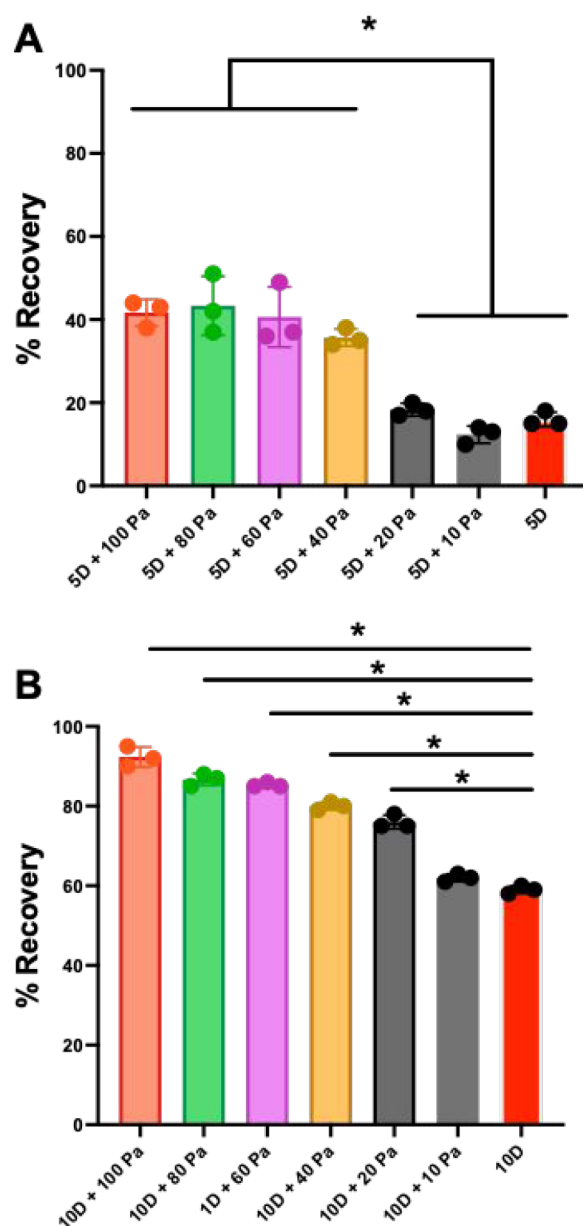 A
*
100
80
60
40
20
0
% Recovery
5D + 100 Pa
5D + 80 Pa
5D + 60 Pa
5D + 40 Pa
5D + 20 Pa
5D + 10 Pa
5D
B
*
*
*
*
*
100
80
60
40
20
0
% Recovery
10D + 100 Pa
10D + 80 Pa
1D + 60 Pa
10D + 40 Pa
10D + 20 Pa
10D + 10 Pa
10D